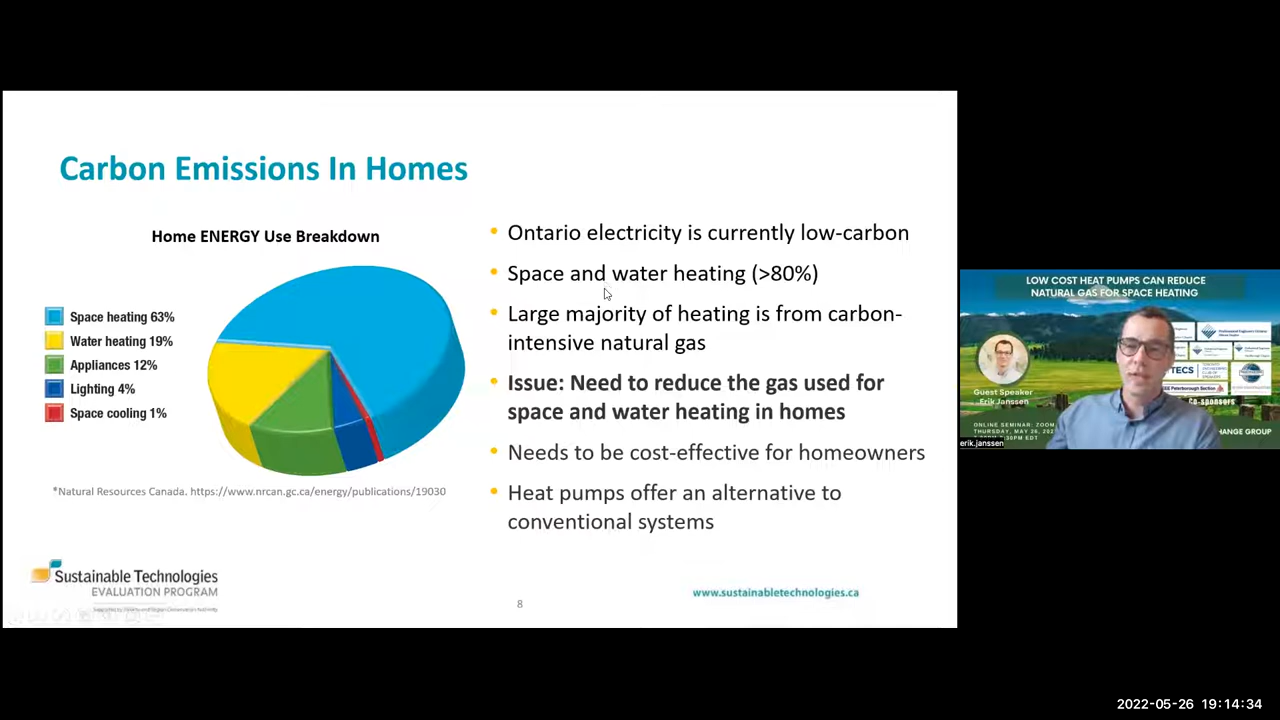 Carbon Emissions In Homes
Home ENERGY Use Breakdown
Space heating 63%
Water heating 19%
Appliances 12%
Lighting 4%
Space cooling 1%
*Natural Resources Canada. https://www.nrcan.gc.ca/energy/publications/19030
• Ontario electricity is currently low-carbon
• Space and water heating (>80%)
• Large majority of heating is from carbon-
intensive natural gas
• Issue: Need to reduce the gas used for
space and water heating in homes
• Needs to be cost-effective for homeowners
• Heat pumps offer an alternative to
conventional systems
Sustainable Technologies
EVALUATION PROGRAM
8
www.sustainabletechnologies.ca
LOW COST HEAT PUMPS CAN REDUCE
NATURAL GAS FOR SPACE HEATING
Guest Speaker
Erik Janssen
TECS
Peterborough Section
Co-sponsors
ONLINE SEMINAR: ZOOM
THURSDAY, MAY 26, 202
CHANGE GROUP
erik.janssen
2022-05-26 19:14:34